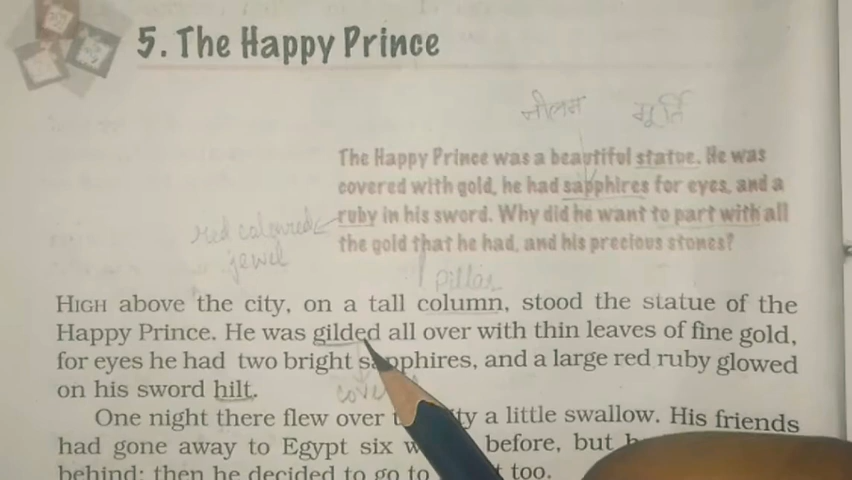 5. The Happy Prince
नीलम मूर्ति
The Happy Prince was a beautiful statue. He was
covered with gold, he had sapphires for eyes, and a
ruby in his sword. Why did he want to part with all
the gold that he had, and his precious stones?
red coloured
jewel
pillar
HIGH above the city, on a tall column, stood the statue of the
Happy Prince. He was gilded all over with thin leaves of fine gold,
for eyes he had two bright sapphires, and a large red ruby glowed
on his sword hilt.
One night there flew over city a little swallow. His friends
had gone away to Egypt six before, but
behind; then he decided to go to too.